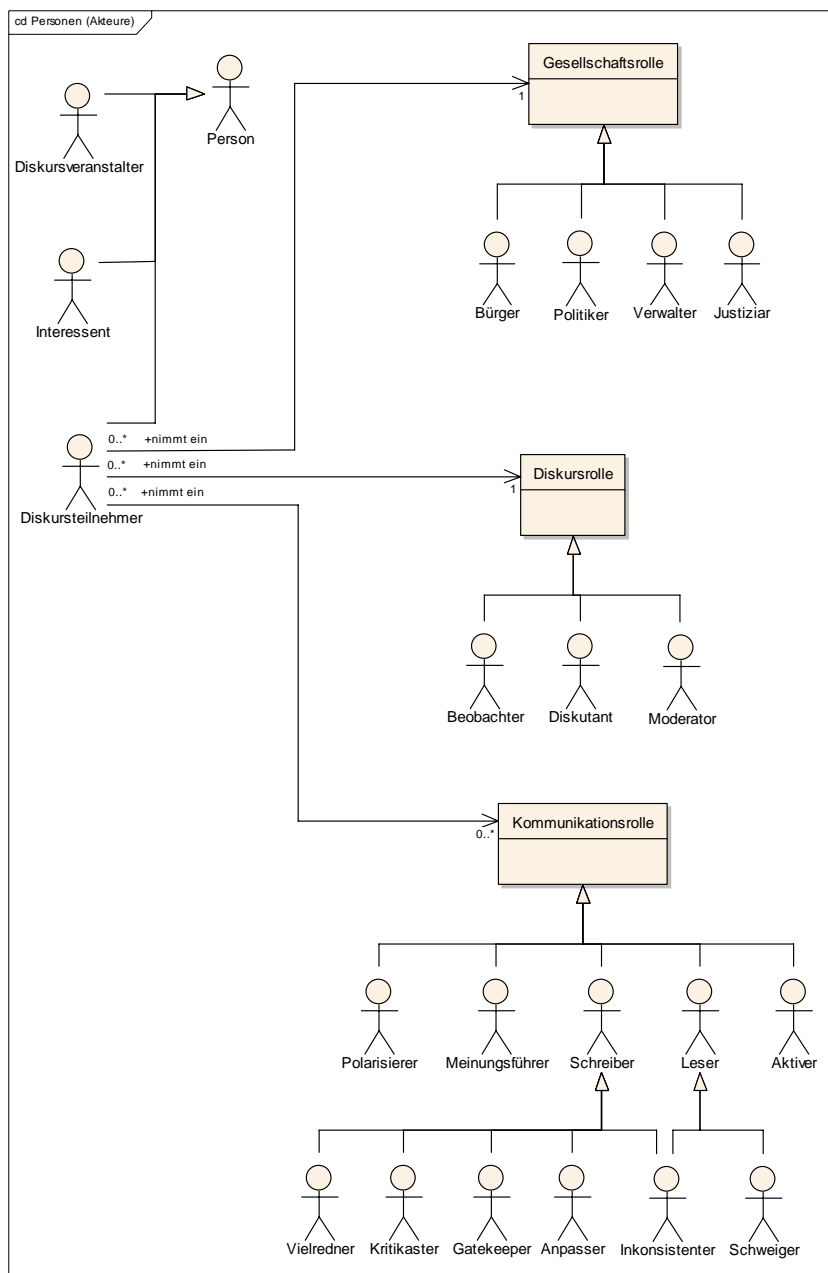 cd Personen (Akteure)
Gesellschaftsrolle
1
Person
Diskursveranstalter
Bürger
Politiker
Verwalter
Justiziar
Interessent
0..* +nimmt ein
0..* +nimmt ein
0..* +nimmt ein
Diskursteilnehmer
Diskursrolle
1
Beobachter
Diskutant
Moderator
Kommunikationsrolle
0..*
Polarisierer
Meinungsführer
Schreiber
Leser
Aktiver
Vielredner
Kritikaster
Gatekeeper
Anpasser
Inkonsistenter
Schweiger